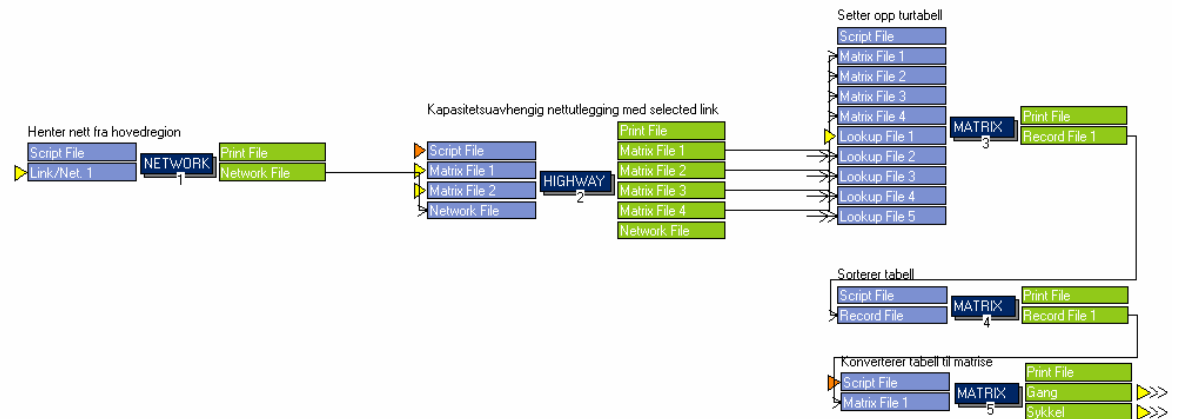 Setter opp turtabell
Script File
Matrix File 1
Matrix File 2
Matrix File 3
Matrix File 4
Lookup File 1
Lookup File 2
Lookup File 3
Lookup File 4
Lookup File 5
MATRIX
3
Print File
Record File 1
Kapasitetsuavhengig nettutlegging med selected link
Script File
Matrix File 1
Matrix File 2
Network File
HIGHWAY
2
Print File
Matrix File 1
Matrix File 2
Matrix File 3
Matrix File 4
Network File
Henter nett fra hovedregion
Script File
Link/Net. 1
NETWORK
1
Print File
Network File
Sorterer tabell
Script File
Record File
MATRIX
4
Print File
Record File 1
Konverterer tabell til matrise
Script File
Matrix File 1
MATRIX
5
Print File
Gang
Sykkel